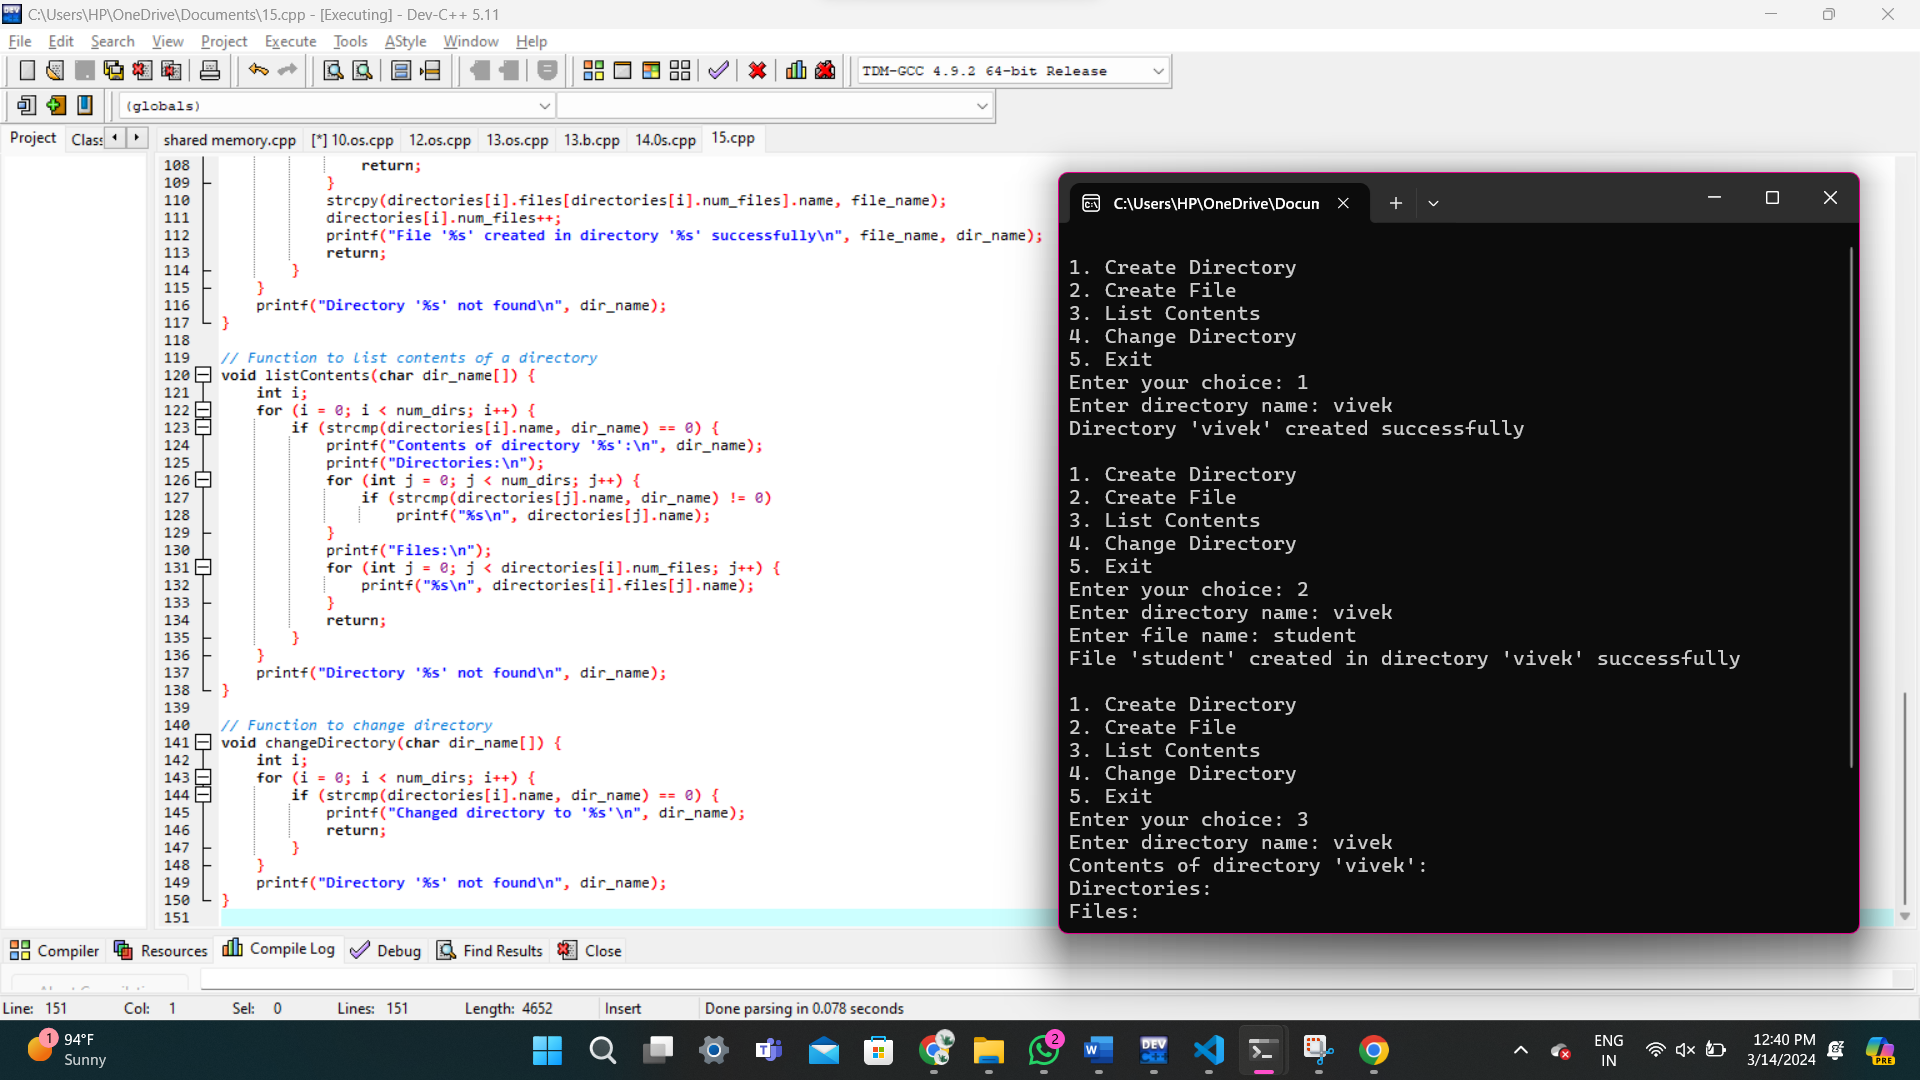 C:\Users\HP\OneDrive\Documents\15.cpp - [Executing] - Dev-C++ 5.11
File Edit Search View Project Execute Tools AStyle Window Help
TDM-GCC 4.9.2 64-bit Release
(globals)
Project Class shared memory.cpp [*] 10.os.cpp 12.os.cpp 13.os.cpp 13.b.cpp 14.0s.cpp 15.cpp
108 return;
109 }
110 strcpy(directories[i].files[directories[i].num_files].name, file_name);
111 directories[i].num_files++;
112 printf("File '%s' created in directory '%s' successfully\n", file_name, dir_name);
113 return;
114 }
115 }
116 printf("Directory '%s' not found\n", dir_name);
117 }
118
119 // Function to list contents of a directory
120 void listContents(char dir_name[]) {
121 int i;
122 for (i = 0; i < num_dirs; i++) {
123 if (strcmp(directories[i].name, dir_name) == 0) {
124 printf("Contents of directory '%s':\n", dir_name);
125 printf("Directories:\n");
126 for (int j = 0; j < num_dirs; j++) {
127 if (strcmp(directories[j].name, dir_name) != 0)
128 printf("%s\n", directories[j].name);
129 }
130 printf("Files:\n");
131 for (int j = 0; j < directories[i].num_files; j++) {
132 printf("%s\n", directories[i].files[j].name);
133 }
134 return;
135 }
136 }
137 printf("Directory '%s' not found\n", dir_name);
138 }
139
140 // Function to change directory
141 void changeDirectory(char dir_name[]) {
142 int i;
143 for (i = 0; i < num_dirs; i++) {
144 if (strcmp(directories[i].name, dir_name) == 0) {
145 printf("Changed directory to '%s'\n", dir_name);
146 return;
147 }
148 }
149 printf("Directory '%s' not found\n", dir_name);
150 }
151
C:\Users\HP\OneDrive\Docun
1. Create Directory
2. Create File
3. List Contents
4. Change Directory
5. Exit
Enter your choice: 1
Enter directory name: vivek
Directory 'vivek' created successfully
1. Create Directory
2. Create File
3. List Contents
4. Change Directory
5. Exit
Enter your choice: 2
Enter directory name: vivek
Enter file name: student
File 'student' created in directory 'vivek' successfully
1. Create Directory
2. Create File
3. List Contents
4. Change Directory
5. Exit
Enter your choice: 3
Enter directory name: vivek
Contents of directory 'vivek':
Directories:
Files:
Compiler Resources Compile Log Debug Find Results Close
Line: 151 Col: 1 Sel: 0 Lines: 151 Length: 4652 Insert Done parsing in 0.078 seconds
1 94°F
Sunny
2
DEV
C++
ENG
IN
12:40 PM
3/14/2024
PRE